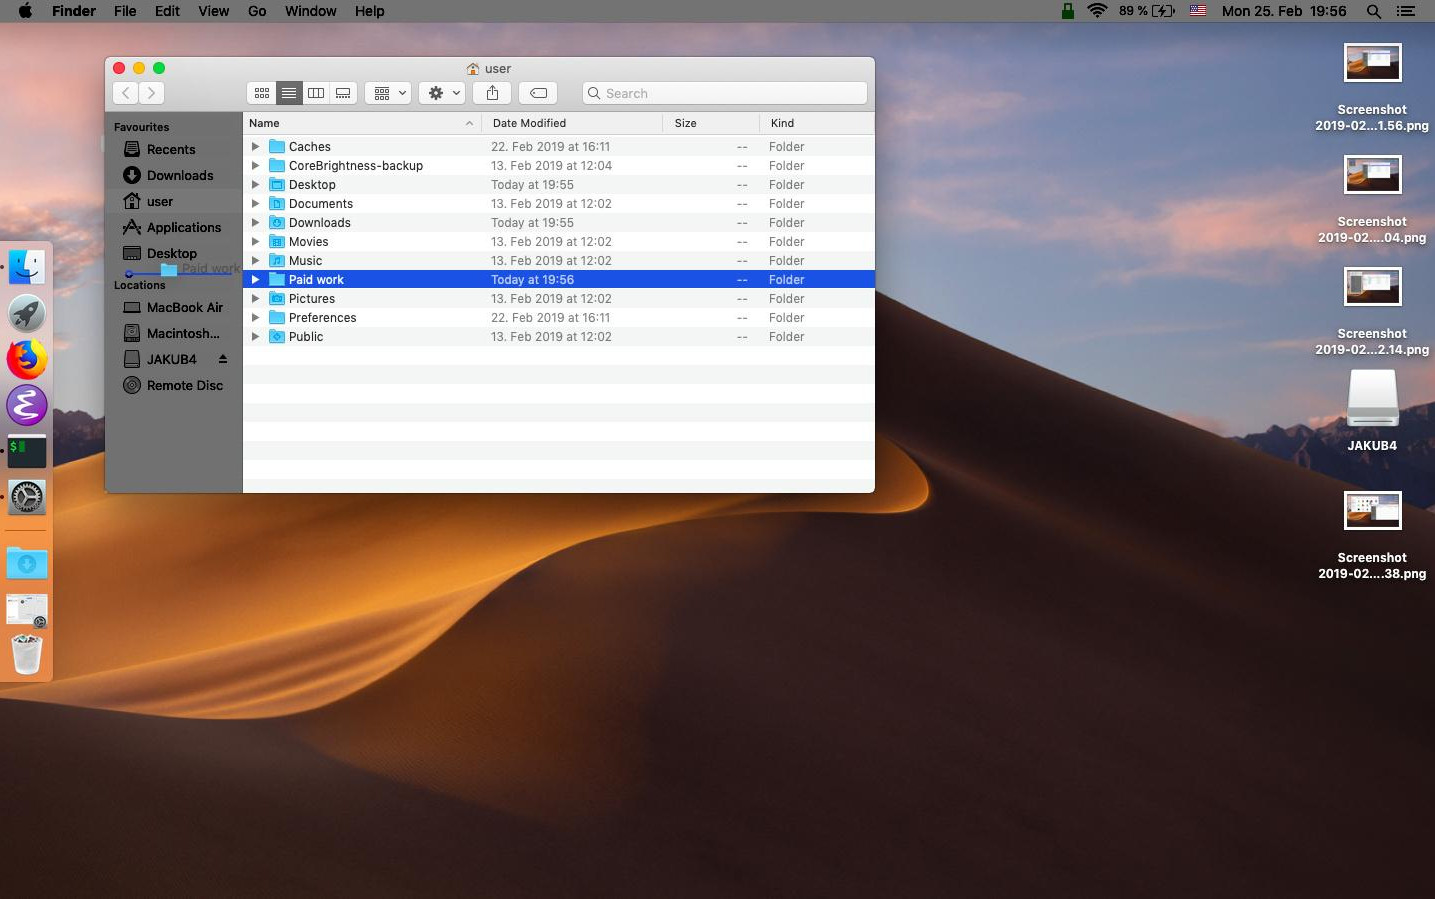 Finder File Edit View Go Window Help 89 % Mon 25. Feb 19:56
user
Search
Favourites
Recents
Downloads
user
Applications
Desktop
Paid work
Locations
MacBook Air
Macintosh...
JAKUB4
Remote Disc
Name Date Modified Size Kind
Caches 22. Feb 2019 at 16:11 -- Folder
CoreBrightness-backup 13. Feb 2019 at 12:04 -- Folder
Desktop Today at 19:55 -- Folder
Documents 13. Feb 2019 at 12:02 -- Folder
Downloads Today at 19:55 -- Folder
Movies 13. Feb 2019 at 12:02 -- Folder
Music 13. Feb 2019 at 12:02 -- Folder
Paid work Today at 19:56 -- Folder
Pictures 13. Feb 2019 at 12:02 -- Folder
Preferences 22. Feb 2019 at 16:11 -- Folder
Public 13. Feb 2019 at 12:02 -- Folder
$
Screenshot
2019-02...1.56.png
Screenshot
2019-02....04.png
Screenshot
2019-02...2.14.png
JAKUB4
Screenshot
2019-02....38.png